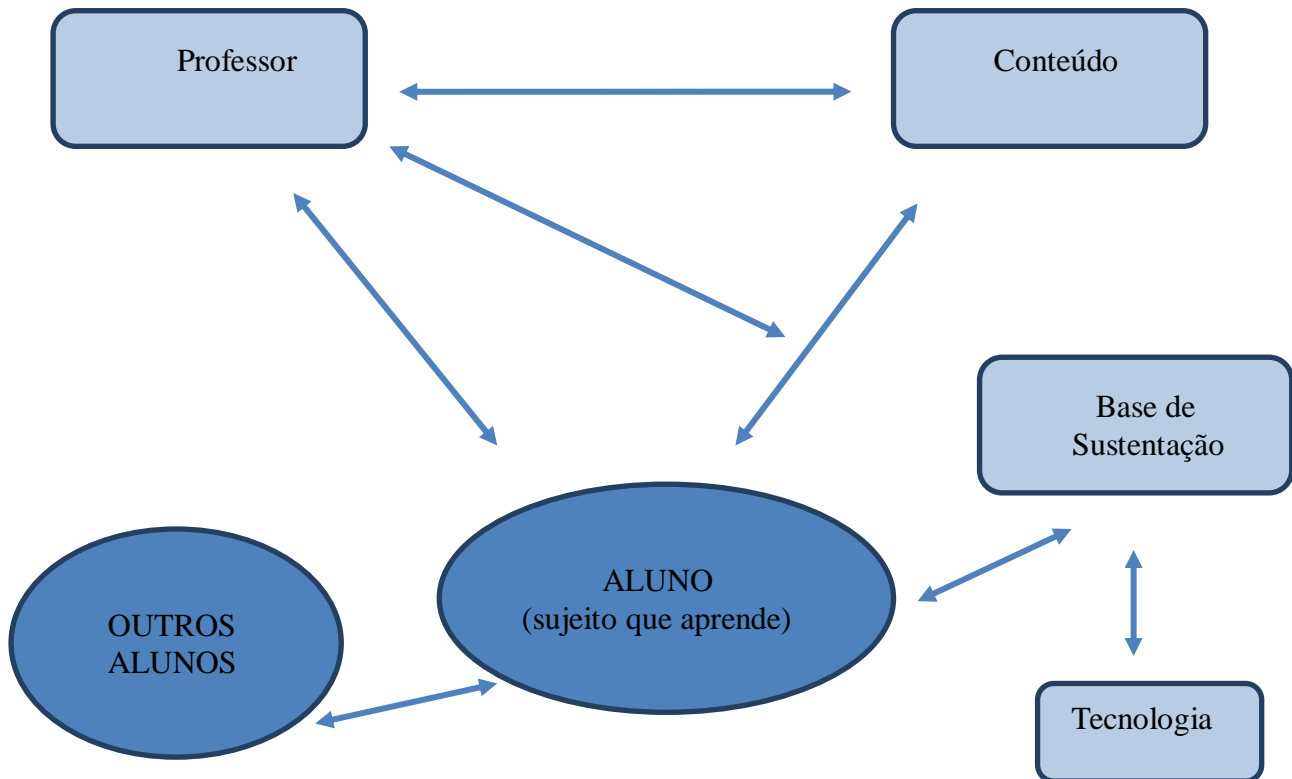 Professor
Conteúdo
Base de
Sustentação
ALUNO
(sujeito que aprende)
OUTROS
ALUNOS
Tecnologia